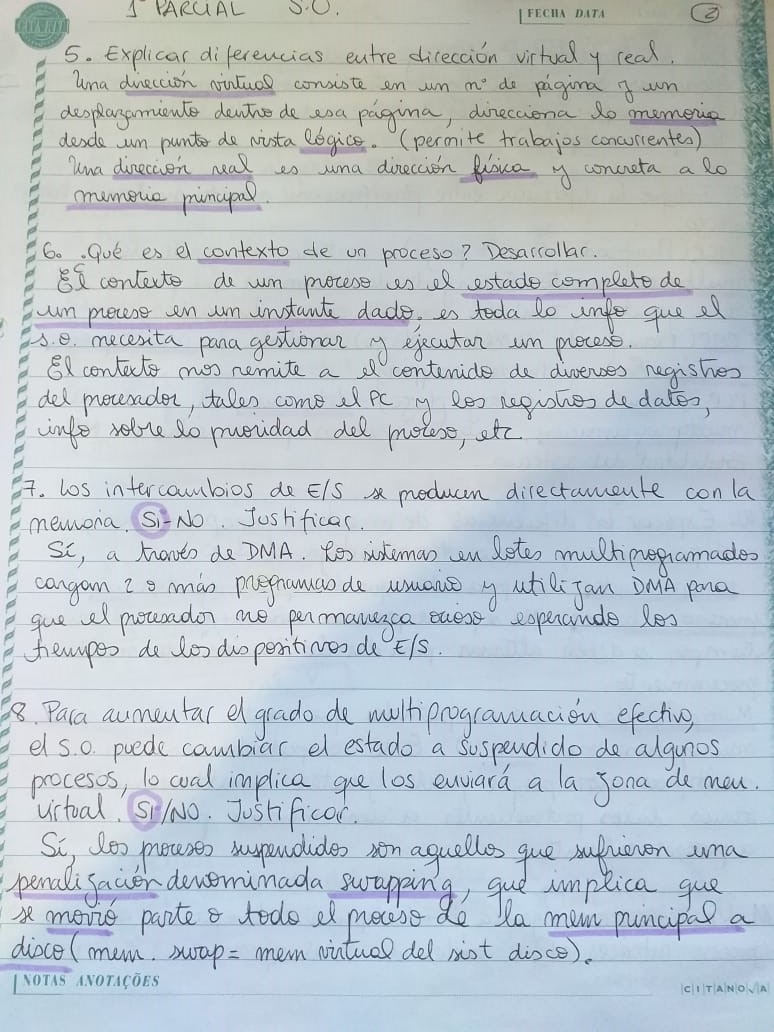 1° PARCIAL S.O.
FECHA DATA
2
5. Explicar diferencias entre dirección virtual y real.
Una dirección virtual consiste en un n° de página y un
desplazamiento dentro de esa página, direcciona la memoria
desde un punto de vista lógico. (permite trabajos concurrentes)
Una dirección real es una dirección física y concreta a la
memoria principal.
6. ¿Qué es el contexto de un proceso? Desarrollar.
El contexto de un proceso es el estado completo de
un proceso en un instante dado, es toda la info que el
s.o. necesita para gestionar y ejecutar un proceso.
El contexto nos remite a el contenido de diversos registros
del procesador, tales como el PC y los registros de datos,
info sobre la prioridad del proceso, etc
7. Los intercambios de E/S se producen directamente con la
memoria. Si-No. Justificar.
Sí, a través de DMA. Los sistemas en lotes multiprogramados
cargan 2 o más programas de usuario y utilizan DMA para
que el procesador no permanezca ocioso esperando los
tiempos de los dispositivos de E/S.
8. Para aumentar el grado de multiprogramación efectivo,
el S.O. puede cambiar el estado a suspendido de algunos
procesos, lo cual implica que los enviará a la zona de mem.
virtual. SI/NO. Justificar.
Sí, los procesos suspendidos son aquellos que sufrieron una
penalización denominada swapping, que implica que
se movió parte o todo el proceso de la mem principal a
disco (mem. swap = mem virtual del sist disco).
NOTAS ANOTAÇÕES
CITANOVA